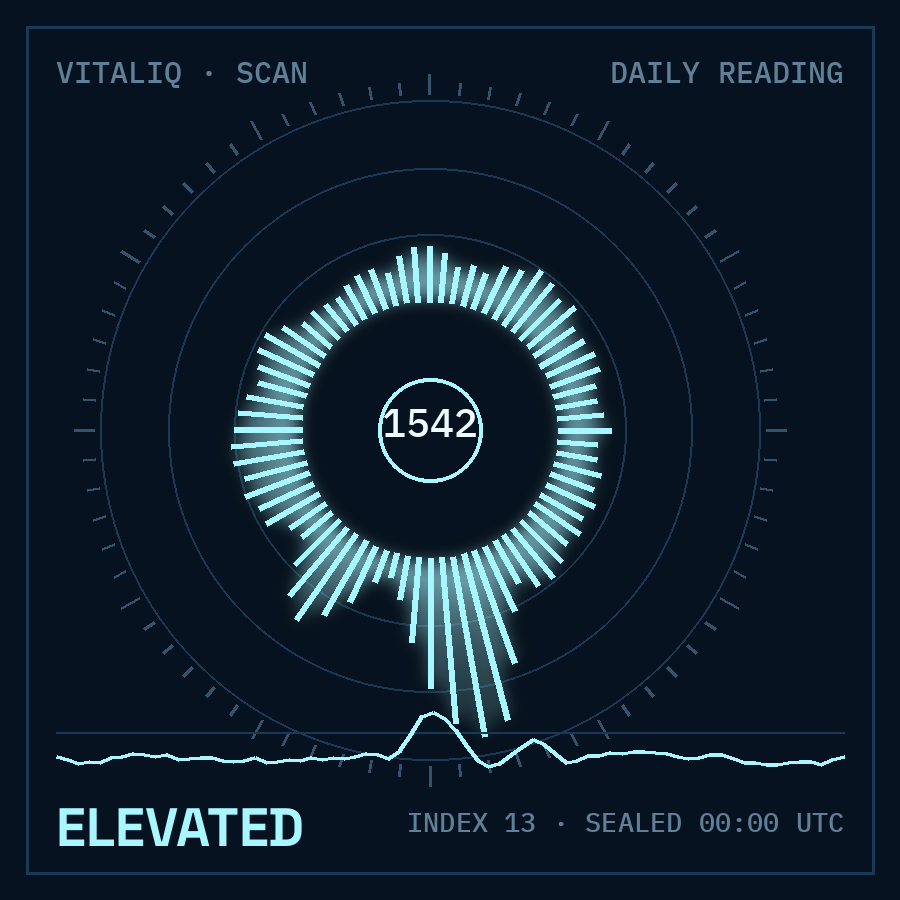 VITALIQ · SCAN
DAILY READING
1542
ELEVATED
INDEX 13 · SEALED 00:00 UTC